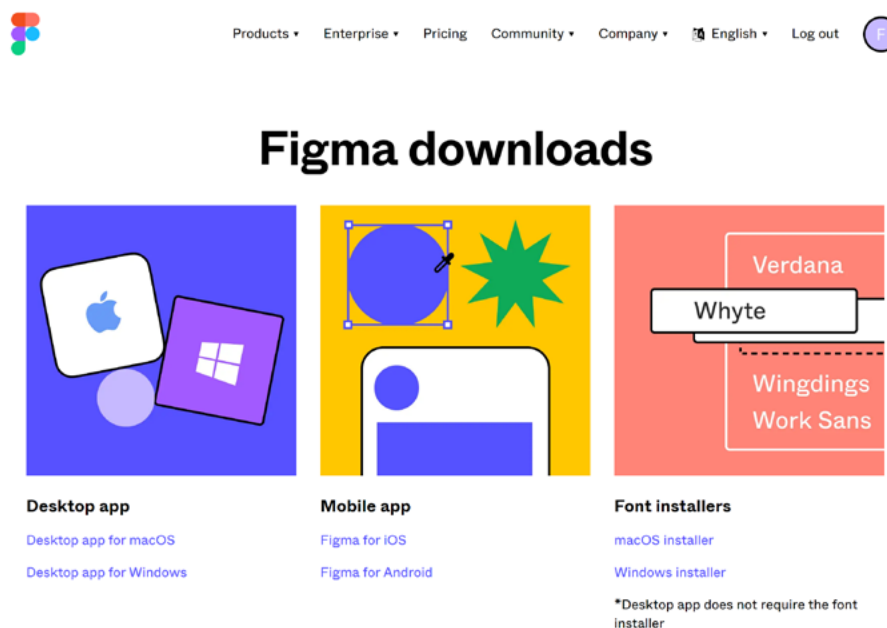 Products ▾ Enterprise ▾ Pricing Community ▾ Company ▾ English ▾ Log out F
Figma downloads
Verdana
Whyte
Wingdings
Work Sans
Desktop app
Desktop app for macOS
Desktop app for Windows
Mobile app
Figma for iOS
Figma for Android
Font installers
macOS installer
Windows installer
*Desktop app does not require the font
installer